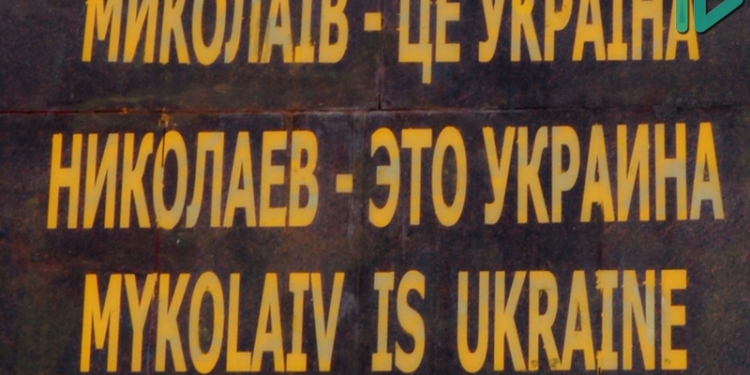 МИКОЛАЇВ - ЦЕ УКРАЇНА
НИКОЛАЕВ - ЭТО УКРАИНА
MYKOLAIV IS UKRAINE